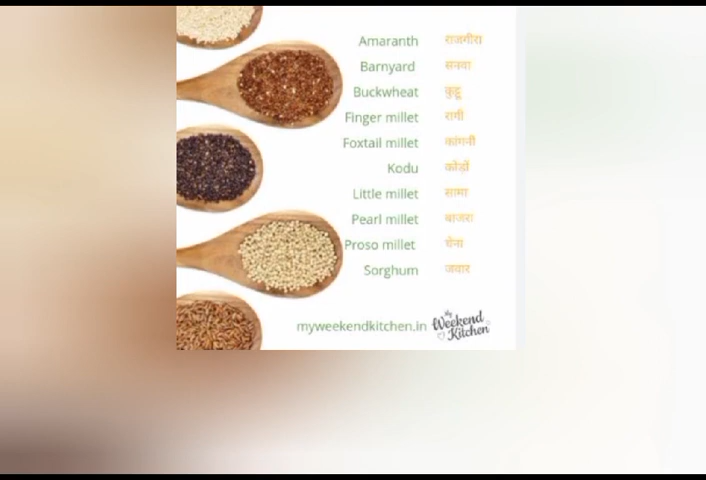 Amaranth राजगीरा
Barnyard सनवा
Buckwheat कुट्टू
Finger millet रागी
Foxtail millet कांगनी
Kodu कोडों
Little millet सामा
Pearl millet बाजरा
Proso millet चेना
Sorghum जवार
myweekendkitchen.in My Weekend Kitchen